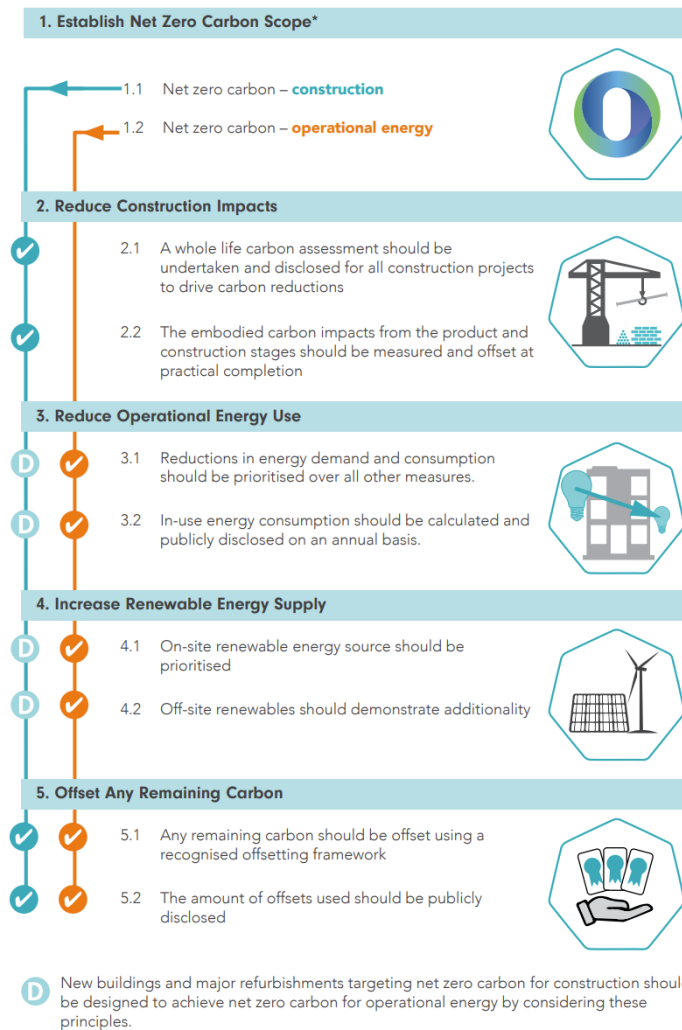 1. Establish Net Zero Carbon Scope*
1.1 Net zero carbon – construction
1.2 Net zero carbon – operational energy
2. Reduce Construction Impacts
2.1 A whole life carbon assessment should be
undertaken and disclosed for all construction projects
to drive carbon reductions
2.2 The embodied carbon impacts from the product and
construction stages should be measured and offset at
practical completion
3. Reduce Operational Energy Use
D 3.1 Reductions in energy demand and consumption
should be prioritised over all other measures.
D 3.2 In-use energy consumption should be calculated and
publicly disclosed on an annual basis.
4. Increase Renewable Energy Supply
D 4.1 On-site renewable energy source should be
prioritised
D 4.2 Off-site renewables should demonstrate additionality
5. Offset Any Remaining Carbon
5.1 Any remaining carbon should be offset using a
recognised offsetting framework
5.2 The amount of offsets used should be publicly
disclosed
D New buildings and major refurbishments targeting net zero carbon for construction shoul
be designed to achieve net zero carbon for operational energy by considering these
principles.